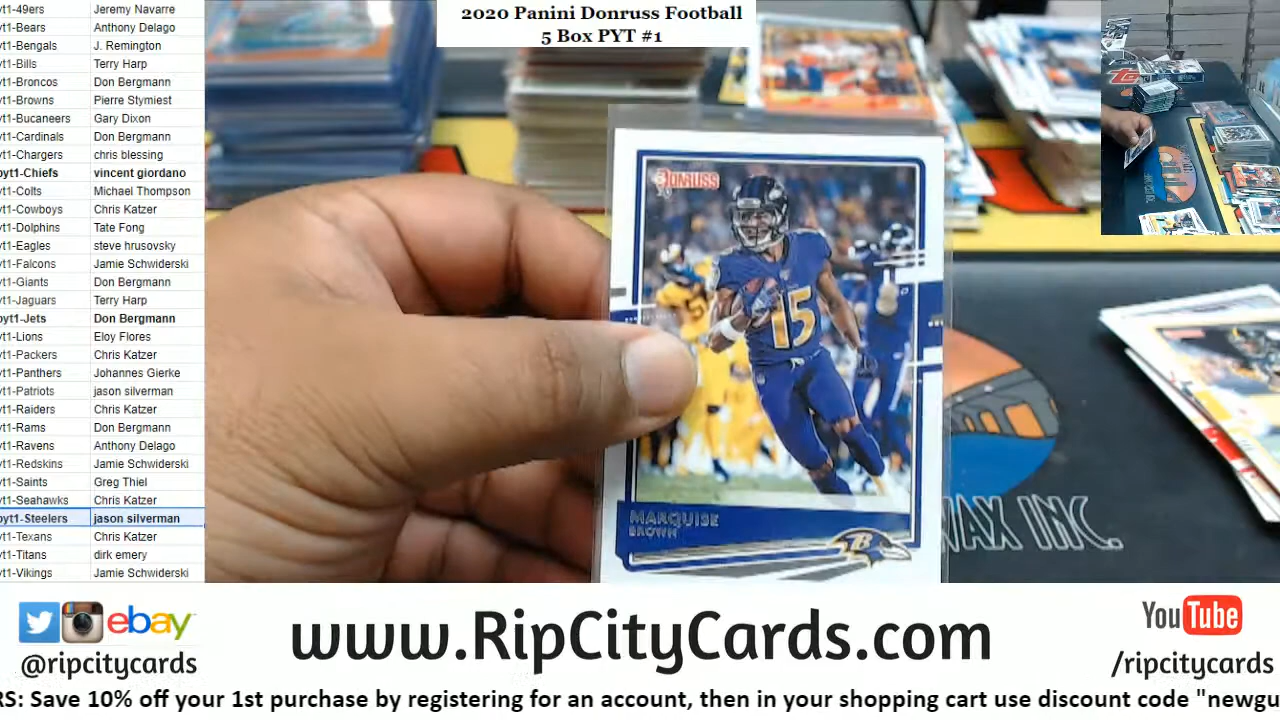 2020 Panini Donruss Football
5 Box PYT #1
yt1-49ers Jeremy Navarre
yt1-Bears Anthony Delago
yt1-Bengals J. Remington
yt1-Bills Terry Harp
yt1-Broncos Don Bergmann
yt1-Browns Pierre Stymiest
yt1-Bucaneers Gary Dixon
yt1-Cardinals Don Bergmann
yt1-Chargers chris blessing
pyt1-Chiefs vincent giordano
yt1-Colts Michael Thompson
yt1-Cowboys Chris Katzer
yt1-Dolphins Tate Fong
yt1-Eagles steve hrusovsky
yt1-Falcons Jamie Schwiderski
yt1-Giants Don Bergmann
yt1-Jaguars Terry Harp
pyt1-Jets Don Bergmann
yt1-Lions Eloy Flores
yt1-Packers Chris Katzer
yt1-Panthers Johannes Gierke
yt1-Patriots jason silverman
yt1-Raiders Chris Katzer
yt1-Rams Don Bergmann
yt1-Ravens Anthony Delago
yt1-Redskins Jamie Schwiderski
yt1-Saints Greg Thiel
yt1-Seahawks Chris Katzer
pyt1-Steelers jason silverman
yt1-Texans Chris Katzer
yt1-Titans dirk emery
yt1-Vikings Jamie Schwiderski
DONRUSS
15
MARQUISE
BROWN
B
WAX INC.
ebay
@ripcitycards
www.RipCityCards.com
YouTube
/ripcitycards
RS: Save 10% off your 1st purchase by registering for an account, then in your shopping cart use discount code "newgu